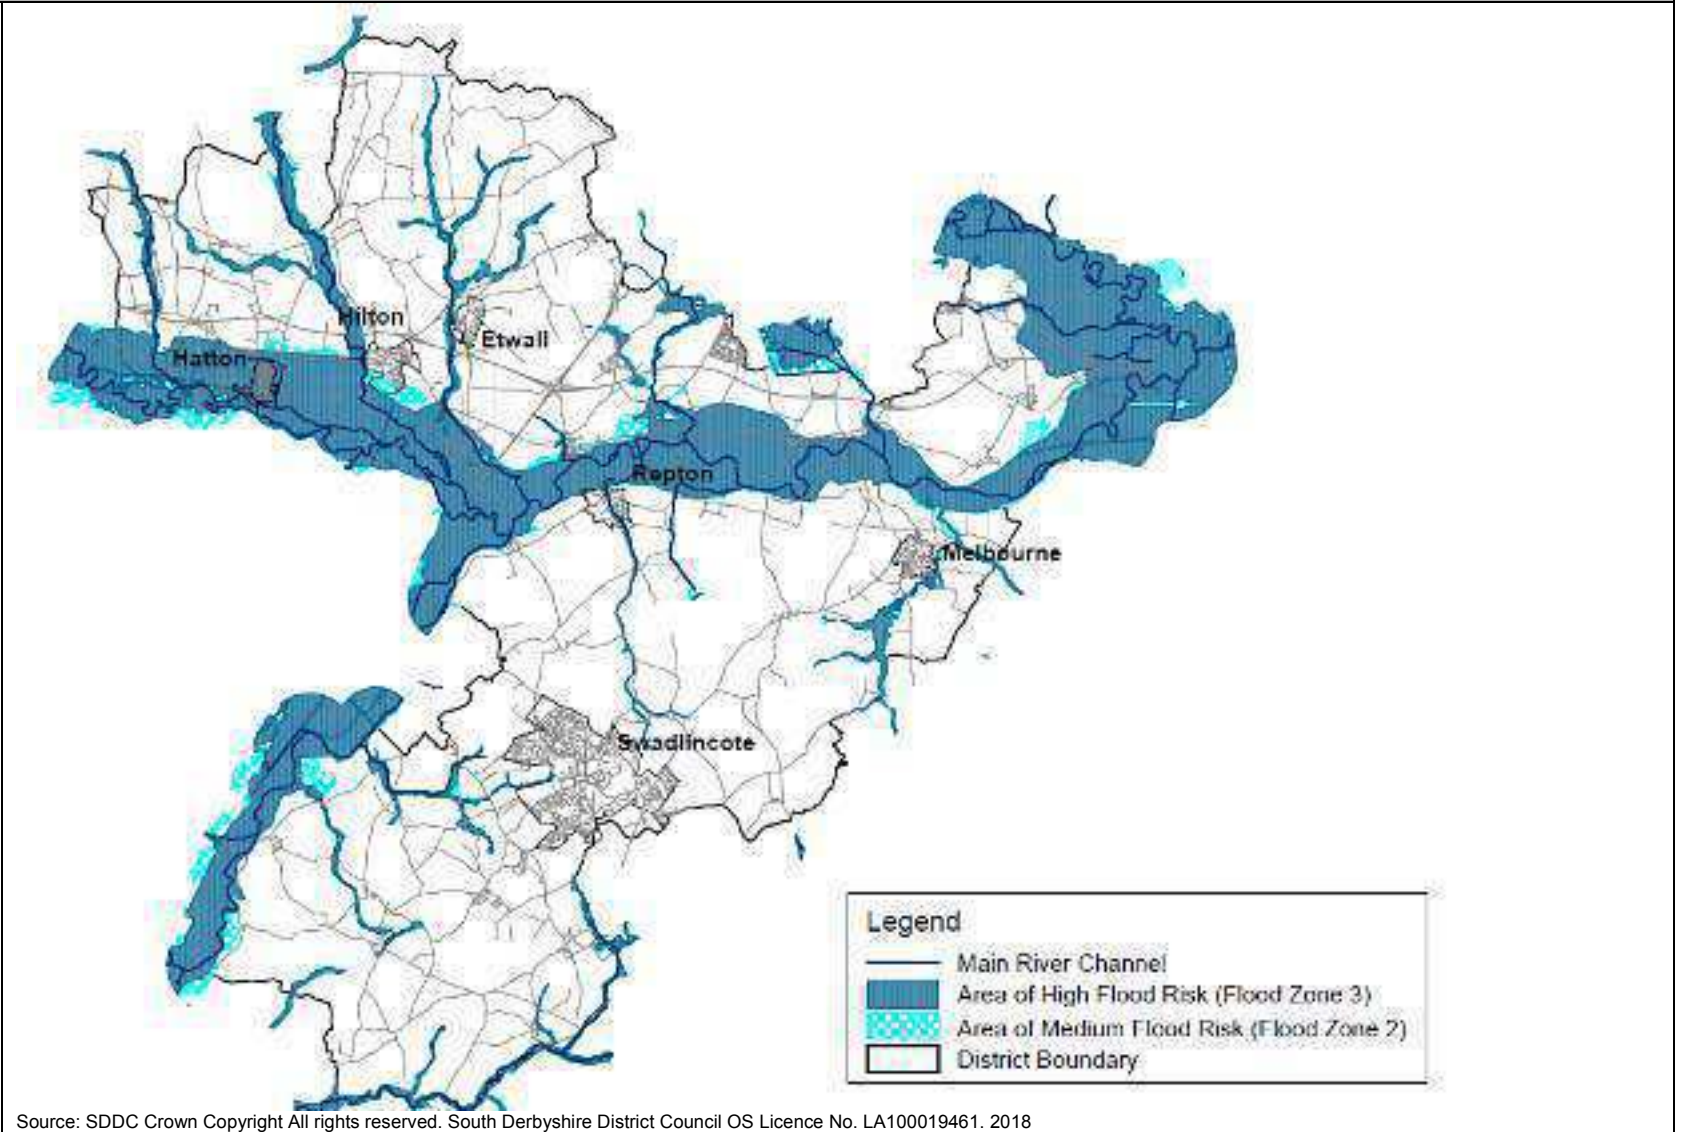 Hilton
Etwall
Hatton
Repton
Melbourne
Swadlincote
Legend
Main River Channel
Area of High Flood Risk (Flood Zone 3)
Area of Medium Flood Risk (Flood Zone 2)
District Boundary
Source: SDDC Crown Copyright All rights reserved. South Derbyshire District Council OS Licence No. LA100019461. 2018